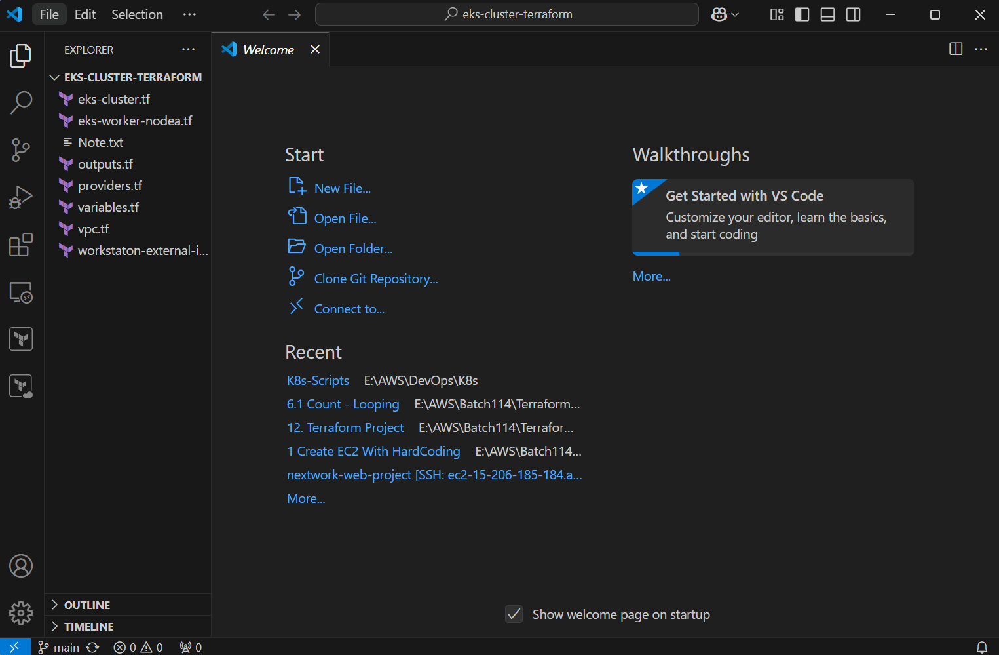 File Edit Selection ···
eks-cluster-terraform
EXPLORER ···
Welcome
EKS-CLUSTER-TERRAFORM
eks-cluster.tf
eks-worker-nodea.tf
Note.txt
outputs.tf
providers.tf
variables.tf
vpc.tf
workstaton-external-i...
Start
New File...
Open File...
Open Folder...
Clone Git Repository...
Connect to...
Recent
K8s-Scripts E:\AWS\DevOps\K8s
6.1 Count - Looping E:\AWS\Batch114\Terraform...
12. Terraform Project E:\AWS\Batch114\Terrafor...
1 Create EC2 With HardCoding E:\AWS\Batch114...
nextwork-web-project [SSH: ec2-15-206-185-184.a...
More...
Walkthroughs
Get Started with VS Code
Customize your editor, learn the basics,
and start coding
More...
Show welcome page on startup
OUTLINE
TIMELINE
main 0 0 0